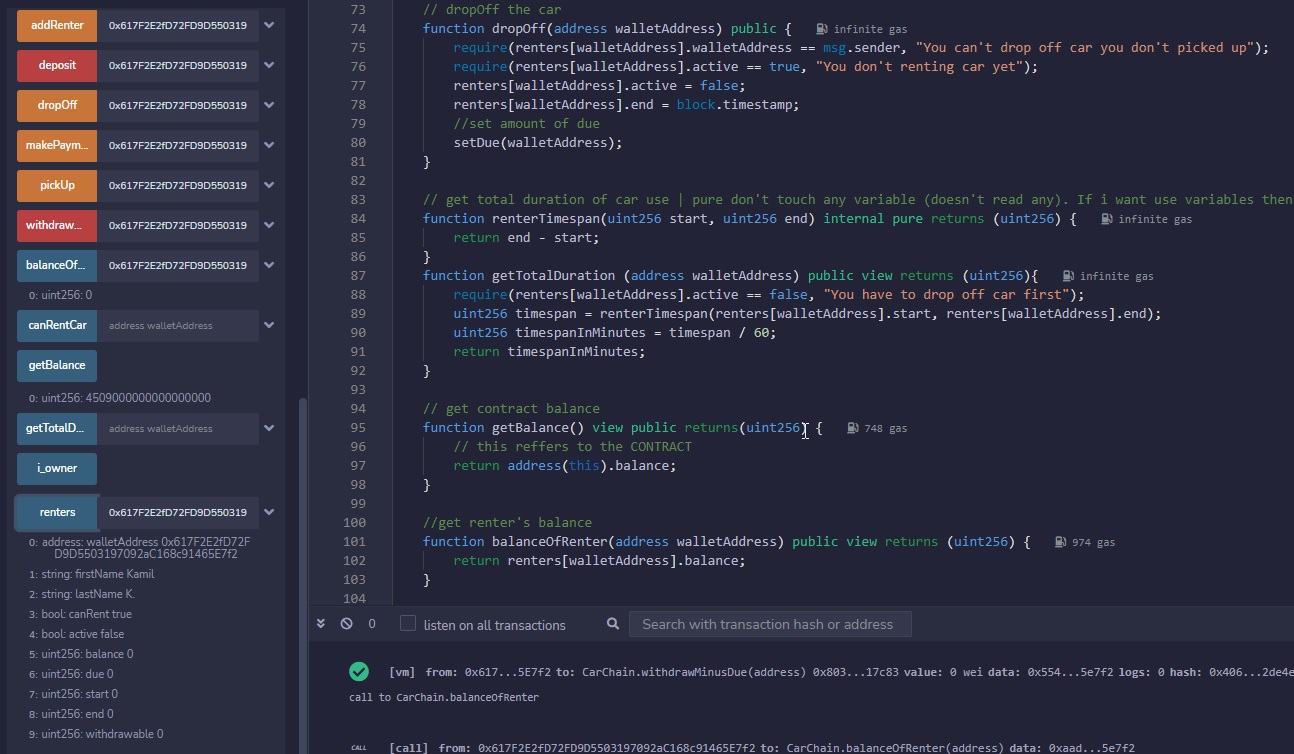 addRenter 0x617F2E2fD72FD9D550319
deposit 0x617F2E2fD72FD9D550319
dropOff 0x617F2E2fD72FD9D550319
makePaym... 0x617F2E2fD72FD9D550319
pickUp 0x617F2E2fD72FD9D550319
withdraw... 0x617F2E2fD72FD9D550319
balanceOf... 0x617F2E2fD72FD9D550319
0: uint256: 0
canRentCar address walletAddress
getBalance
0: uint256: 4509000000000000000
getTotalD... address walletAddress
i_owner
renters 0x617F2E2fD72FD9D550319
0: address: walletAddress 0x617F2E2fD72F
D9D5503197092aC168c91465E7f2
1: string: firstName Kamil
2: string: lastName K.
3: bool: canRent true
4: bool: active false
5: uint256: balance 0
6: uint256: due 0
7: uint256: start 0
8: uint256: end 0
9: uint256: withdrawable 0
73 // dropOff the car
74 function dropOff(address walletAddress) public { infinite gas
75 require(renters[walletAddress].walletAddress == msg.sender, "You can't drop off car you don't picked up");
76 require(renters[walletAddress].active == true, "You don't renting car yet");
77 renters[walletAddress].active = false;
78 renters[walletAddress].end = block.timestamp;
79 //set amount of due
80 setDue(walletAddress);
81 }
82
83 // get total duration of car use | pure don't touch any variable (doesn't read any). If i want use variables then
84 function renterTimespan(uint256 start, uint256 end) internal pure returns (uint256) { infinite gas
85 return end - start;
86 }
87 function getTotalDuration (address walletAddress) public view returns (uint256){ infinite gas
88 require(renters[walletAddress].active == false, "You have to drop off car first");
89 uint256 timespan = renterTimespan(renters[walletAddress].start, renters[walletAddress].end);
90 uint256 timespanInMinutes = timespan / 60;
91 return timespanInMinutes;
92 }
93
94 // get contract balance
95 function getBalance() view public returns(uint256) { 748 gas
96 // this reffers to the CONTRACT
97 return address(this).balance;
98 }
99
100 //get renter's balance
101 function balanceOfRenter(address walletAddress) public view returns (uint256) { 974 gas
102 return renters[walletAddress].balance;
103 }
104
0 listen on all transactions Search with transaction hash or address
[vm] from: 0x617...5E7f2 to: CarChain.withdrawMinusDue(address) 0x803...17c83 value: 0 wei data: 0x554...5e7f2 logs: 0 hash: 0x406...2de4e
call to CarChain.balanceOfRenter
CALL [call] from: 0x617F2E2fD72FD9D5503197092aC168c91465E7f2 to: CarChain.balanceOfRenter(address) data: 0xaad...5e7f2